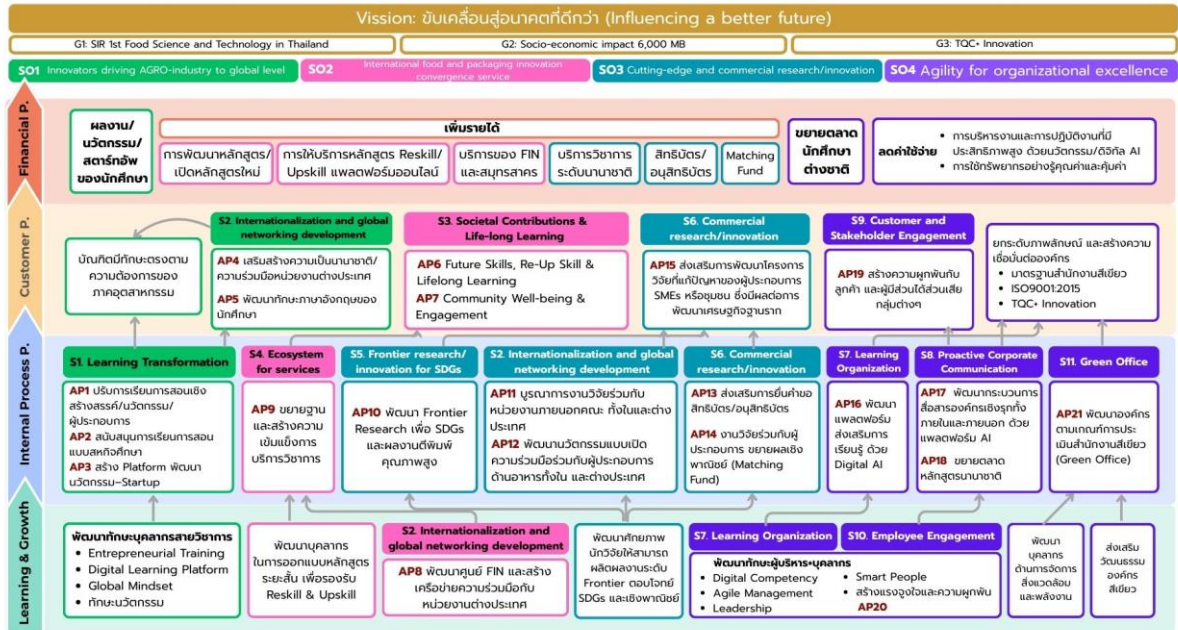 Vission: ขับเคลื่อนสู่อนาคตที่ดีกว่า (Influencing a better future)
G1: SIR 1st Food Science and Technology in Thailand
G2: Socio-economic impact 6,000 MB
G3: TQC+ Innovation
SO1 Innovators driving AGRO-industry to global level
SO2 International food and packaging innovation
convergence service
SO3 Cutting-edge and commercial research/innovation
SO4 Agility for organizational excellence
Financial P.
ผลงาน/
นวัตกรรม/
สตาร์ทอัพ
ของนักศึกษา
เพิ่มรายได้
การพัฒนาหลักสูตร/
เปิดหลักสูตรใหม่
การให้บริการหลักสูตร Reskill/
Upskill แพลตฟอร์มออนไลน์
บริการของ FIN
และสมุทรสาคร
บริการวิชาการ
ระดับนานาชาติ
สิทธิบัตร/
อนุสิทธิบัตร
Matching
Fund
ขยายตลาด
นักศึกษา
ต่างชาติ
ลดค่าใช้จ่าย
• การบริหารงานและการปฏิบัติงานที่มี
ประสิทธิภาพสูง ด้วยนวัตกรรม/ดิจิทัล AI
• การใช้ทรัพยากรอย่างรู้คุณค่าและคุ้มค่า
Customer P.
บัณฑิตมีทักษะตรงตาม
ความต้องการของ
ภาคอุตสาหกรรม
S2. Internationalization and global
networking development
AP4 เสริมสร้างความเป็นนานาชาติ/
ความร่วมมือหน่วยงานต่างประเทศ
AP5 พัฒนาทักษะภาษาอังกฤษของ
นักศึกษา
S3. Societal Contributions &
Life-long Learning
AP6 Future Skills, Re-Up Skill &
Lifelong Learning
AP7 Community Well-being &
Engagement
S6. Commercial
research/innovation
AP15 ส่งเสริมการพัฒนาโครงการ
วิจัยที่แก้ปัญหาของผู้ประกอบการ
SMEs หรือชุมชน ซึ่งมีผลต่อการ
พัฒนาเศรษฐกิจฐานราก
S9. Customer and
Stakeholder Engagement
AP19 สร้างความผูกพันกับ
ลูกค้า และผู้มีส่วนได้ส่วนเสีย
กลุ่มต่างๆ
ยกระดับภาพลักษณ์ และสร้างความ
เชื่อมั่นต่อองค์กร
• มาตรฐานสำนักงานสีเขียว
• ISO9001:2015
• TQC+ Innovation
Internal Process P.
S1. Learning Transformation
AP1 ปรับการเรียนการสอนเชิง
สร้างสรรค์/นวัตกรรม/
ผู้ประกอบการ
AP2 สนับสนุนการเรียนการสอน
แบบสหกิจศึกษา
AP3 สร้าง Platform พัฒนา
นวัตกรรม-Startup
S4. Ecosystem
for services
AP9 ขยายฐาน
และสร้างความ
เข้มแข็งการ
บริการวิชาการ
S5. Frontier research/
innovation for SDGs
AP10 พัฒนา Frontier
Research เพื่อ SDGs
และผลงานตีพิมพ์
คุณภาพสูง
S2. Internationalization and global
networking development
AP11 บูรณาการงานวิจัยร่วมกับ
หน่วยงานภายนอกคณะ ทั้งในและต่าง
ประเทศ
AP12 พัฒนานวัตกรรมแบบเปิด
ความร่วมมือร่วมกับผู้ประกอบการ
ด้านอาหารทั้งใน และต่างประเทศ
S6. Commercial
research/innovation
AP13 ส่งเสริมการยื่นคำขอ
สิทธิบัตร/อนุสิทธิบัตร
AP14 งานวิจัยร่วมกับผู้
ประกอบการ ขยายผลเชิง
พาณิชย์ (Matching
Fund)
S7. Learning
Organization
AP16 พัฒนา
แพลตฟอร์ม
ส่งเสริมการ
เรียนรู้ ด้วย
Digital AI
S8. Proactive Corporate
Communication
AP17 พัฒนากระบวนการ
สื่อสารองค์กรเชิงรุกทั้ง
ภายในและภายนอก ด้วย
แพลตฟอร์ม AI
AP18 ขยายตลาด
หลักสูตรนานาชาติ
S11. Green Office
AP21 พัฒนาองค์กร
ตามเกณฑ์การประ
เมินสำนักงานสีเขียว
(Green Office)
Learning & Growth
พัฒนาทักษะบุคลากรสายวิชาการ
• Entrepreneurial Training
• Digital Learning Platform
• Global Mindset
• ทักษะนวัตกรรม
พัฒนาบุคลากร
ในการออกแบบหลักสูตร
ระยะสั้น เพื่อรองรับ
Reskill & Upskill
S2. Internationalization and
global networking development
AP8 พัฒนาศูนย์ FIN และสร้าง
เครือข่ายความร่วมมือกับ
หน่วยงานต่างประเทศ
พัฒนาศักยภาพ
นักวิจัยให้สามารถ
ผลิตผลงานระดับ
Frontier ตอบโจทย์
SDGs และเชิงพาณิชย์
S7. Learning Organization
S10. Employee Engagement
พัฒนาทักษะผู้บริหาร+บุคลากร
• Digital Competency
• Agile Management
• Leadership
• Smart People
• สร้างแรงจูงใจและความผูกพัน
AP20
พัฒนา
บุคลากร
ด้านการจัดการ
สิ่งแวดล้อม
และพลังงาน
ส่งเสริม
วัฒนธรรม
องค์กร
สีเขียว